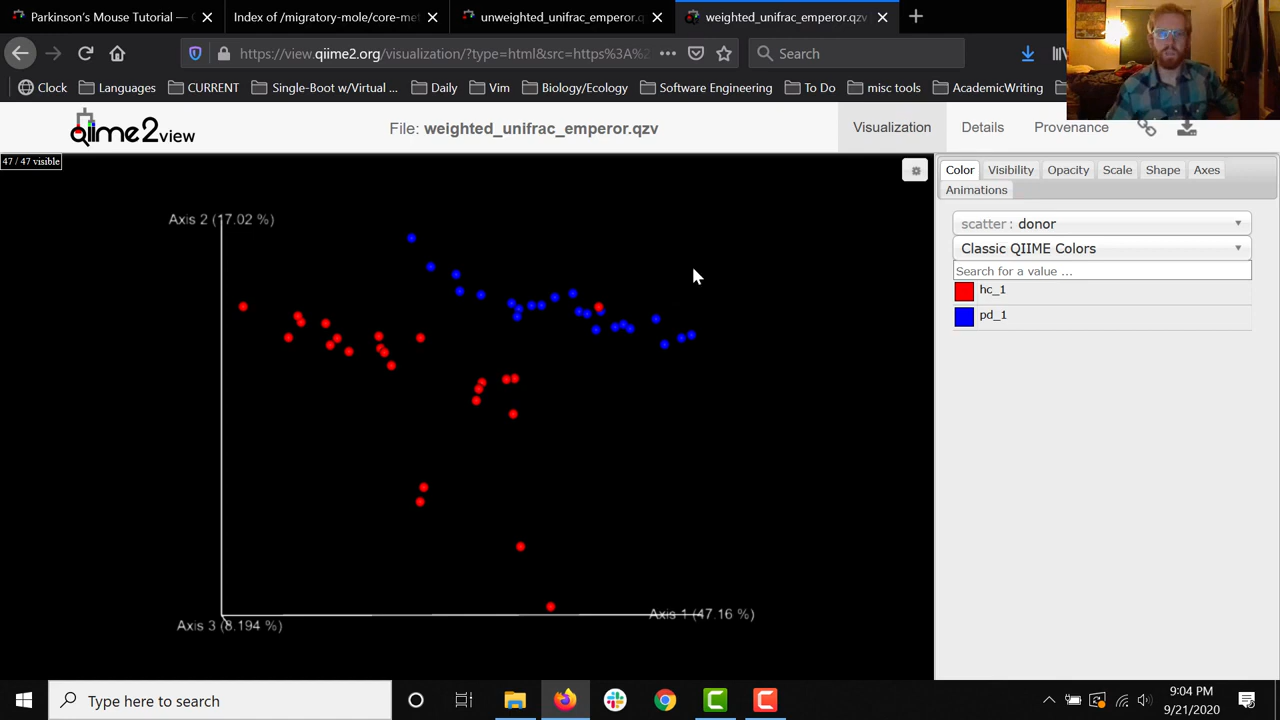 Parkinson's Mouse Tutorial —
Index of /migratory-mole/core-met
unweighted_unifrac_emperor.q
weighted_unifrac_emperor.qzv
https://view.qiime2.org/visualization/?type=html&src=https%3A%
Search
Clock
Languages
CURRENT
Single-Boot w/Virtual ...
Daily
Vim
Biology/Ecology
Software Engineering
To Do
misc tools
AcademicWriting
qiime2view
File: weighted_unifrac_emperor.qzv
Visualization
Details
Provenance
47 / 47 visible
Color
Visibility
Opacity
Scale
Shape
Axes
Animations
Axis 2 (17.02 %)
scatter: donor
Classic QIIME Colors
Search for a value ...
hc_1
pd_1
Axis 1 (47.16 %)
Axis 3 (8.194 %)
Type here to search
9:04 PM
9/21/2020